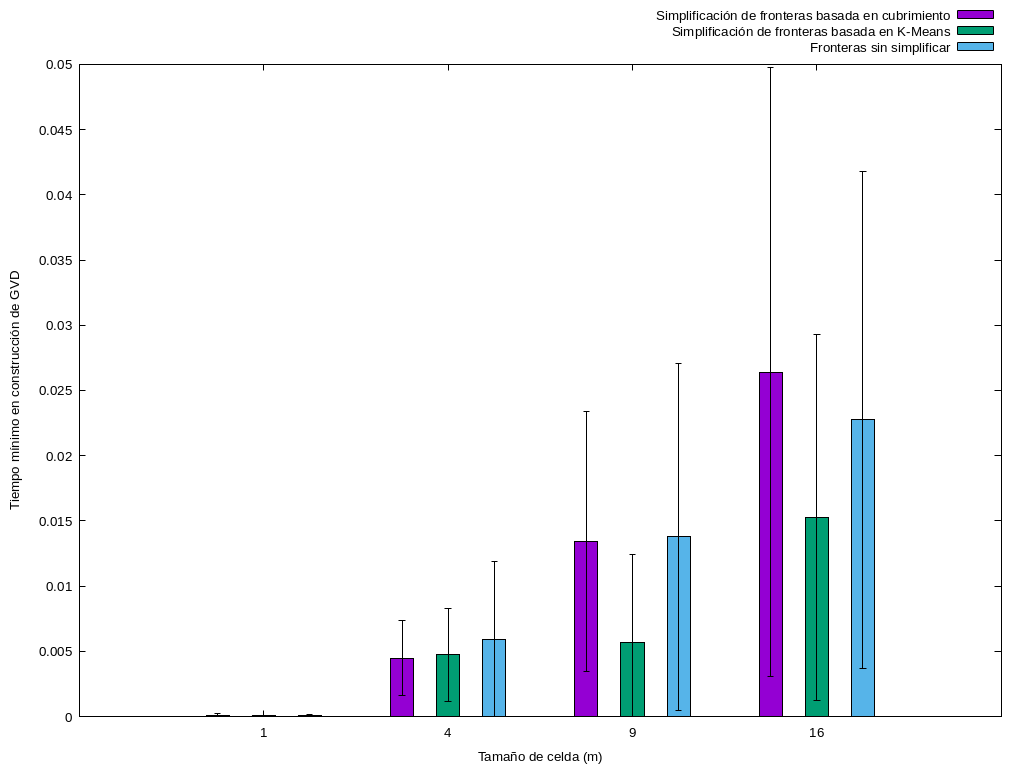 Simplificación de fronteras basada en cubrimiento
Simplificación de fronteras basada en K-Means
Fronteras sin simplificar
0.05
0.045
0.04
0.035
0.03
0.025
0.02
0.015
0.01
0.005
0
Tiempo mínimo en construcción de GVD
1 4 9 16
Tamaño de celda (m)